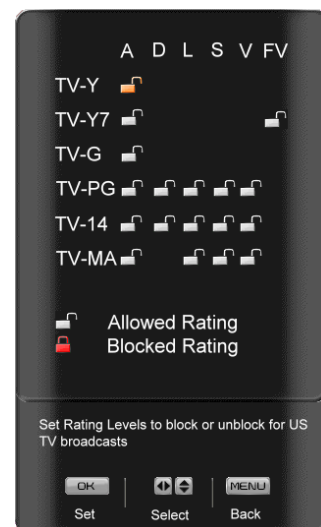 A D L S V FV
TV-Y
TV-Y7
TV-G
TV-PG
TV-14
TV-MA
Allowed Rating
Blocked Rating
Set Rating Levels to block or unblock for US
TV broadcasts
OK MENU
Set Select Back